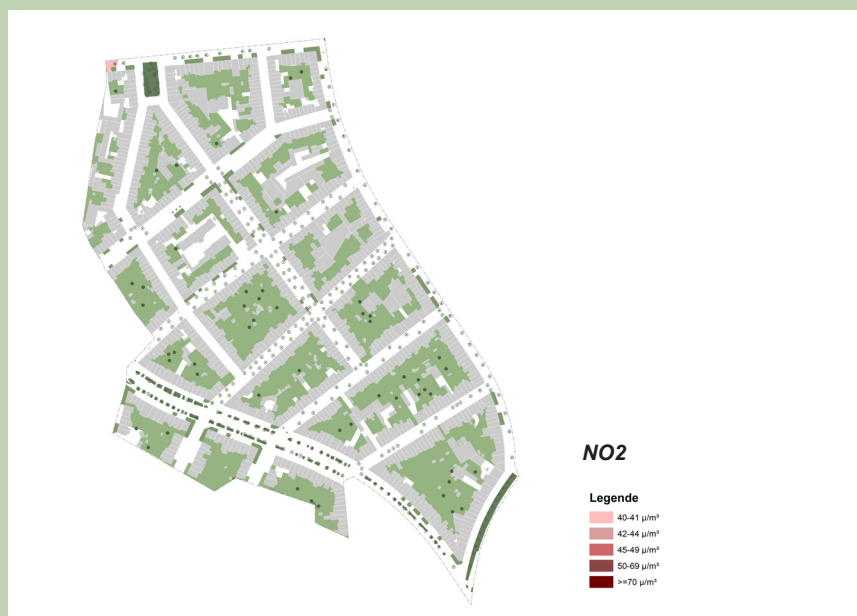 NO2
Legende
40-41 µ/m³
42-44 µ/m³
45-49 µ/m³
50-69 µ/m³
>=70 µ/m³